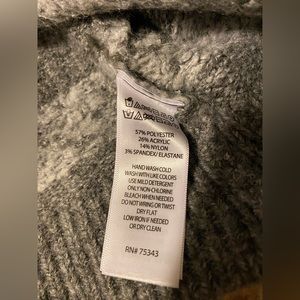 57% POLYESTER
26% ACRYLIC
14% NYLON
3% SPANDEX/ ELASTANE
HAND WASH COLD
WASH WITH LIKE COLORS
USE MILD DETERGENT
ONLY NON-CHLORINE
BLEACH WHEN NEEDED
DO NOT WRING OR TWIST
DRY FLAT
LOW IRON IF NEEDED
OR DRY CLEAN
RN# 75343